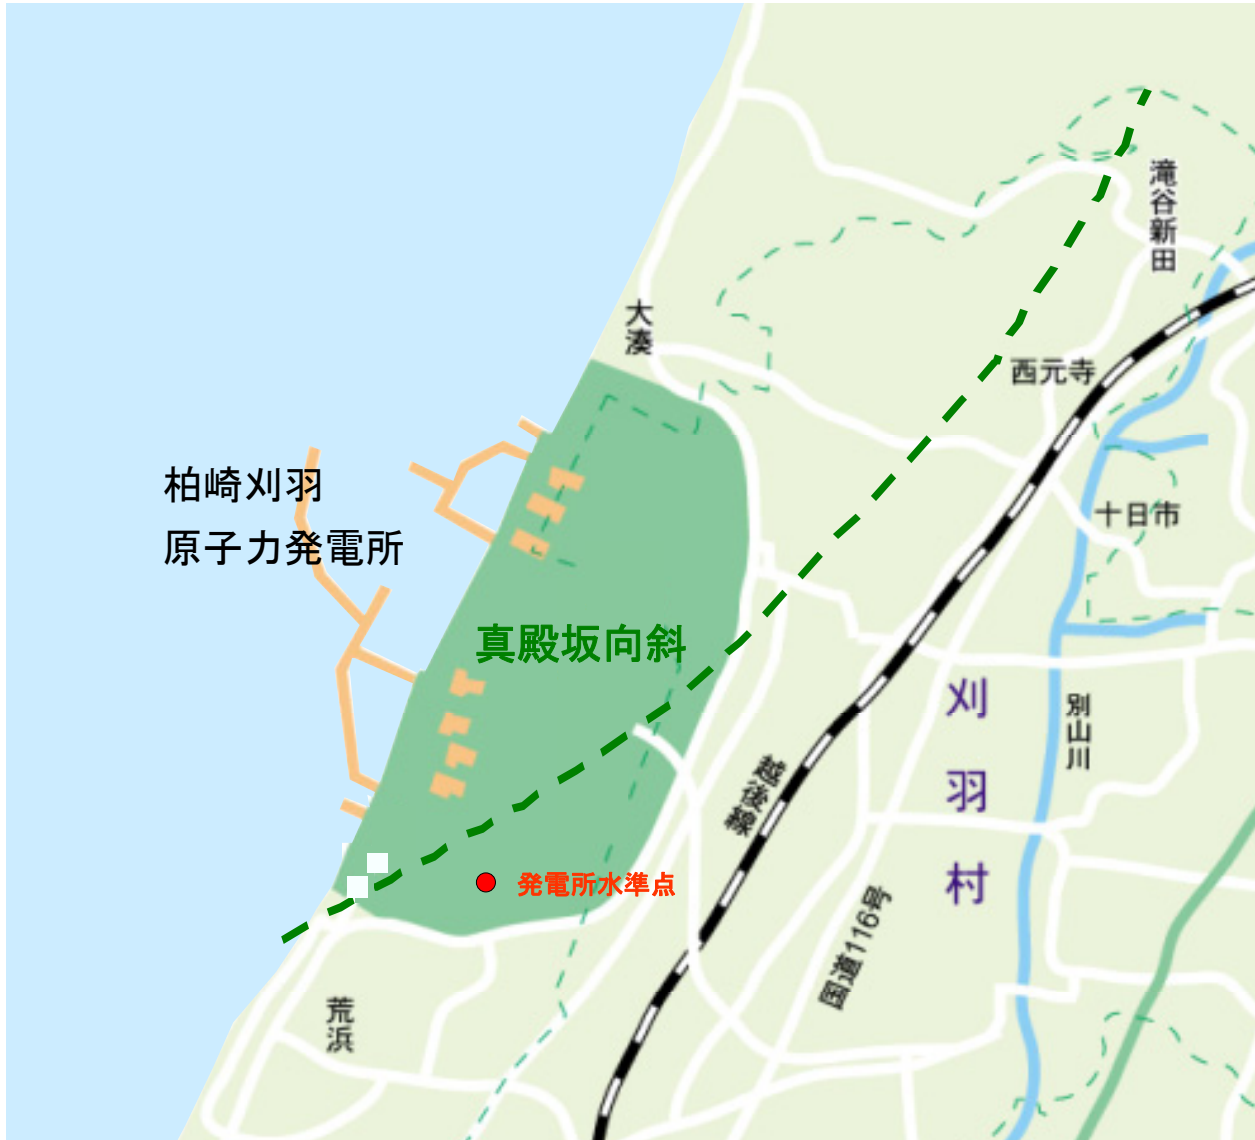 滝谷新田
大湊
西元寺
柏崎刈羽
原子力発電所
十日市
真殿坂向斜
刈羽村
別山川
越後線
発電所水準点
国道116号
荒浜